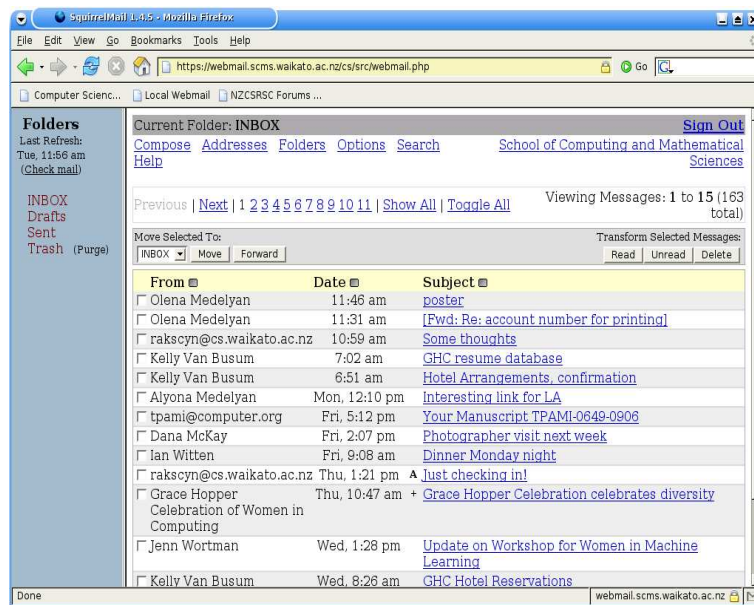 SquirrelMail 1.4.5 - Mozilla Firefox
File Edit View Go Bookmarks Tools Help
https://webmail.scms.waikato.ac.nz/cs/src/webmail.php
Go
Computer Scienc... Local Webmail NZCSRSC Forums ...
Folders
Last Refresh:
Tue, 11:56 am
(Check mail)
INBOX
Drafts
Sent
Trash (Purge)
Current Folder: INBOX Sign Out
Compose Addresses Folders Options Search School of Computing and Mathematical
Help Sciences
Previous | Next | 1 2 3 4 5 6 7 8 9 10 11 | Show All | Toggle All Viewing Messages: 1 to 15 (163
total)
Move Selected To: Transform Selected Messages:
INBOX Move Forward Read Unread Delete
From Date Subject
Olena Medelyan 11:46 am poster
Olena Medelyan 11:31 am [Fwd: Re: account number for printing]
rakscyn@cs.waikato.ac.nz 10:59 am Some thoughts
Kelly Van Busum 7:02 am GHC resume database
Kelly Van Busum 6:51 am Hotel Arrangements, confirmation
Alyona Medelyan Mon, 12:10 pm Interesting link for LA
tpami@computer.org Fri, 5:12 pm Your Manuscript TPAMI-0649-0906
Dana McKay Fri, 2:07 pm Photographer visit next week
Ian Witten Fri, 9:08 am Dinner Monday night
rakscyn@cs.waikato.ac.nz Thu, 1:21 pm A Just checking in!
Grace Hopper Thu, 10:47 am + Grace Hopper Celebration celebrates diversity
Celebration of Women in
Computing
Jenn Wortman Wed, 1:28 pm Update on Workshop for Women in Machine
Learning
Kelly Van Busum Wed, 8:26 am GHC Hotel Reservations
Done webmail.scms.waikato.ac.nz